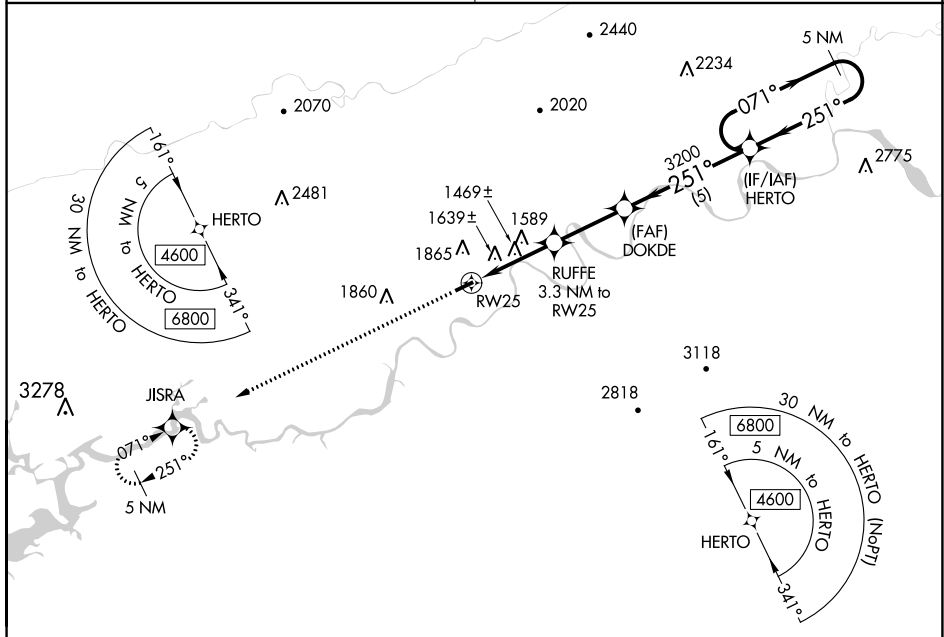 2440
5 NM
2234
071°
251°
2070
2020
3200
251°
(5)
(IF/IAF)
HERTO
2775
161°
5 NM to HERTO
HERTO
4600
30 NM to HERTO
341°
6800
2481
1469±
1639±
1589
1865
(FAF)
DOKDE
RUFFE
3.3 NM to
RW25
RW25
1860
3118
2818
3278
JISRA
071°
251°
5 NM
30 NM to HERTO (NoPT)
6800
161°
5 NM to HERTO
4600
HERTO
341°